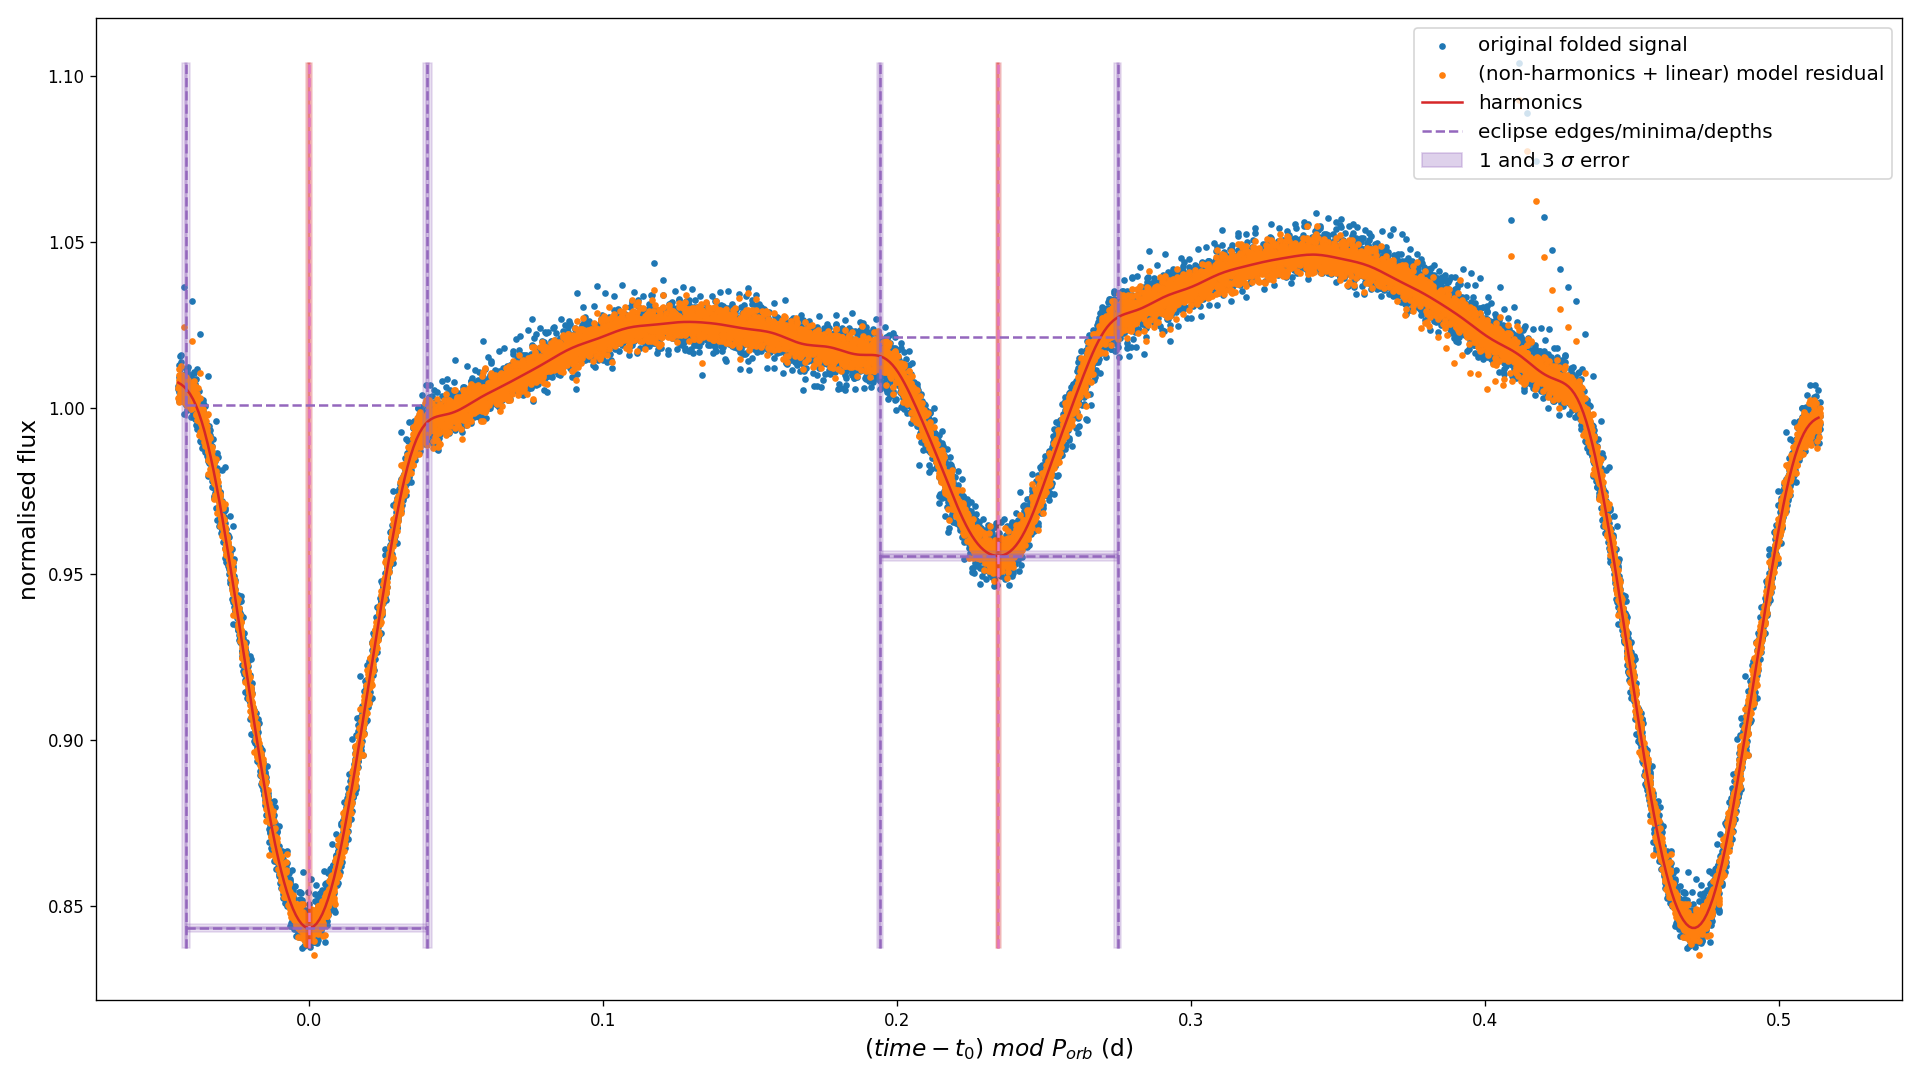 original folded signal
(non-harmonics + linear) model residual
harmonics
eclipse edges/minima/depths
1 and 3 σ error
normalised flux
1.10
1.05
1.00
0.95
0.90
0.85
0.0 0.1 0.2 0.3 0.4 0.5
(time − t₀) mod Pₒᵣb (d)